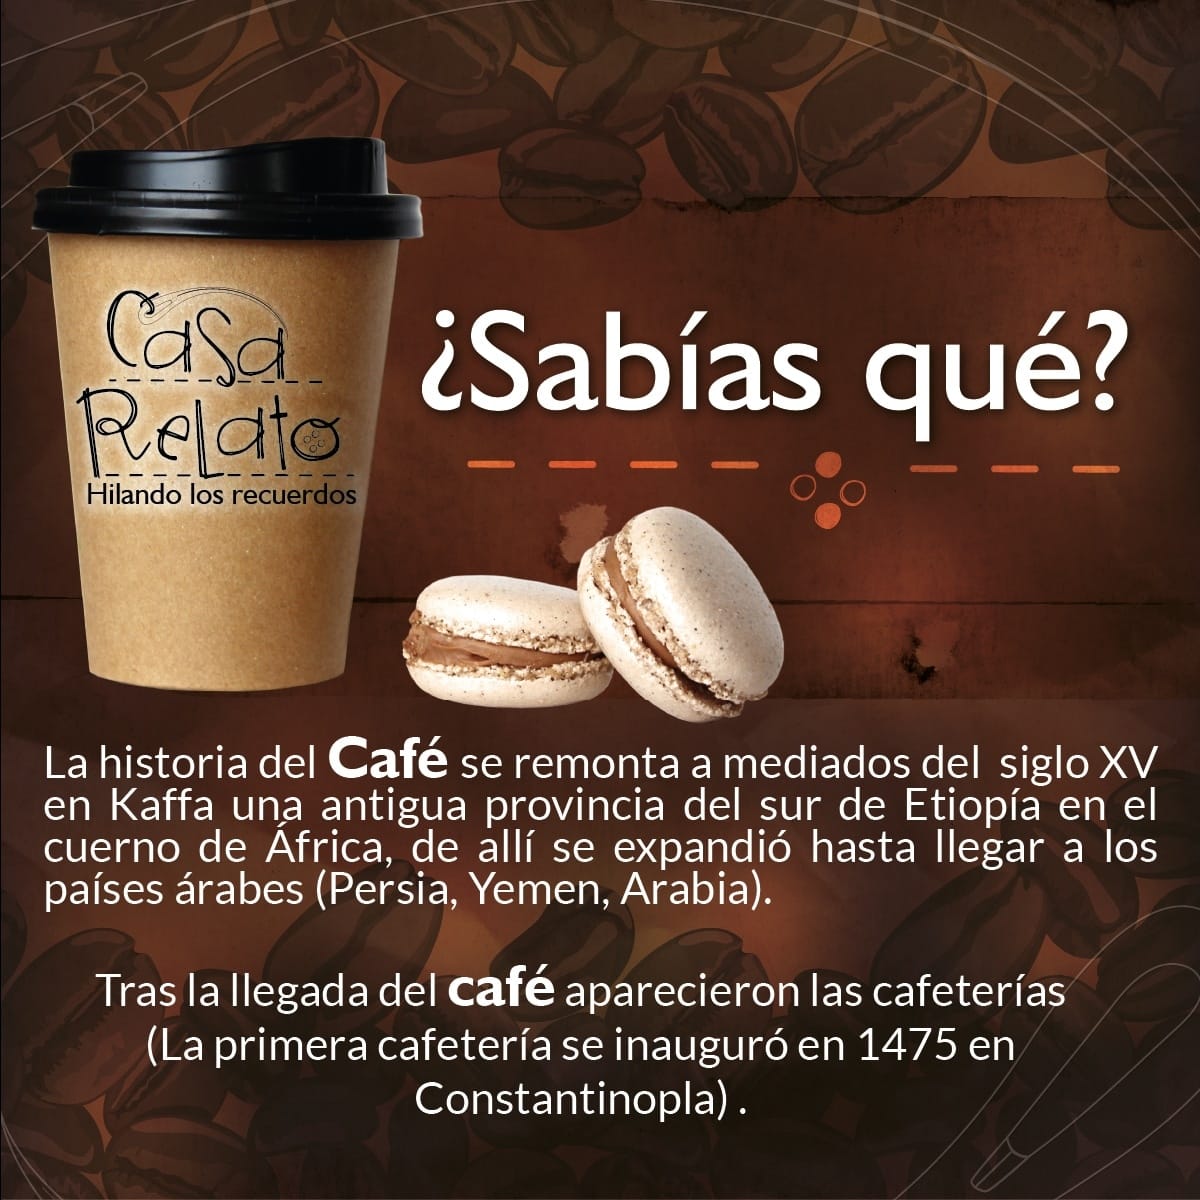 Casa
Relato
Hilando los recuerdos
¿Sabías qué?
La historia del Café se remonta a mediados del siglo XV
en Kaffa una antigua provincia del sur de Etiopía en el
cuerno de África, de allí se expandió hasta llegar a los
países árabes (Persia, Yemen, Arabia).
Tras la llegada del café aparecieron las cafeterías
(La primera cafetería se inauguró en 1475 en
Constantinopla) .